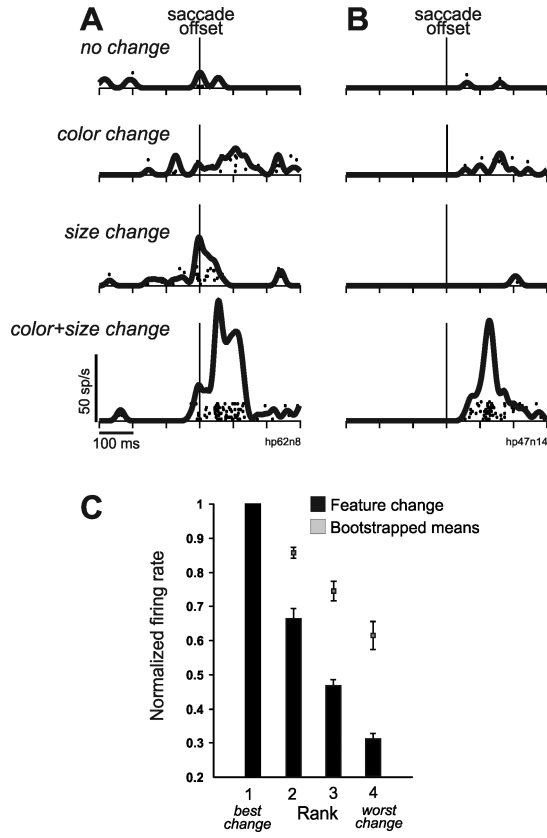 A
saccade
offset
B
saccade
offset
no change
color change
size change
color+size change
50 sp/s
100 ms
hp62n8
hp47n14
C
Feature change
Bootstrapped means
Normalized firing rate
1
0.9
0.8
0.7
0.6
0.5
0.4
0.3
0.2
1
2
3
4
best
change
Rank
worst
change